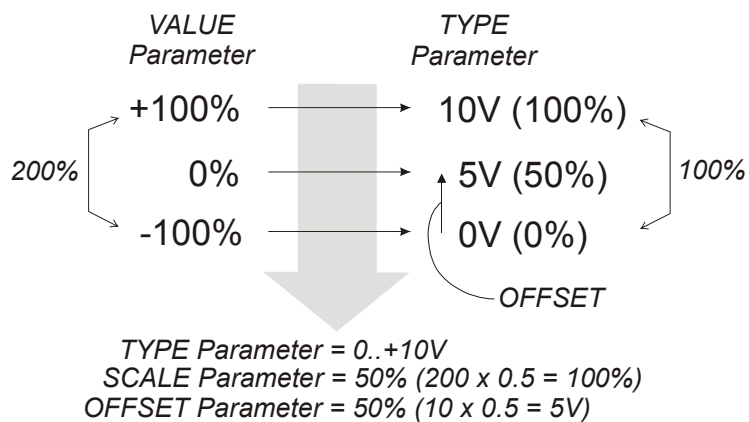 VALUE
Parameter
TYPE
Parameter
+100%
10V (100%)
200%
0%
5V (50%)
100%
-100%
0V (0%)
OFFSET
TYPE Parameter = 0..+10V
SCALE Parameter = 50% (200 x 0.5 = 100%)
OFFSET Parameter = 50% (10 x 0.5 = 5V)